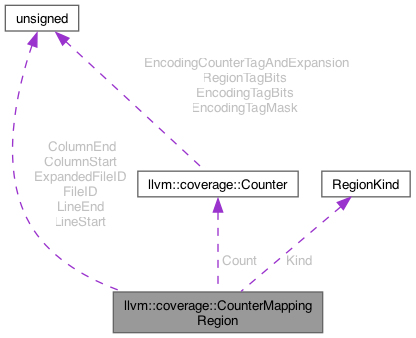 unsigned
EncodingCounterTagAndExpansion
RegionTagBits
EncodingTagBits
EncodingTagMask
ColumnEnd
ColumnStart
ExpandedFileID
FileID
LineEnd
LineStart
llvm::coverage::Counter
RegionKind
Count
Kind
llvm::coverage::CounterMapping
Region